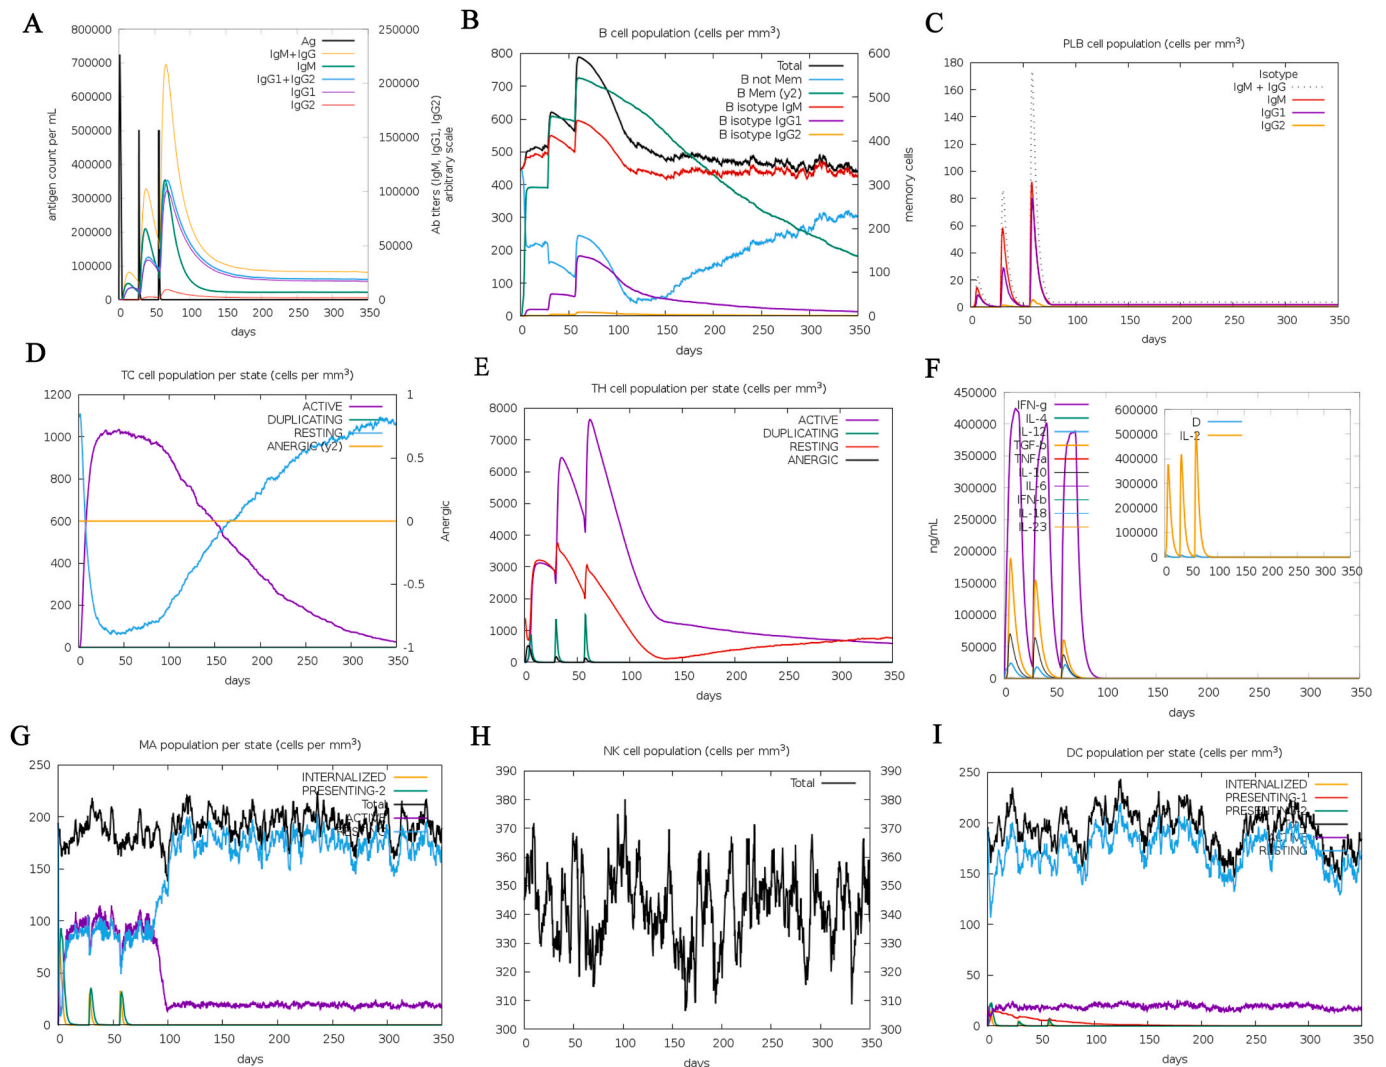 A
800000
700000
600000
500000
400000
300000
200000
100000
0
antigen count per mL
250000
200000
150000
100000
50000
0
Ab titers (IgM, IgG1, IgG2)
arbitrary scale
Ag
IgM+IgG
IgM
IgG1+IgG2
IgG1
IgG2
0 50 100 150 200 250 300 350
days
B
B cell population (cells per mm³)
800
700
600
500
400
300
200
100
0
600
500
400
300
200
100
0
memory cells
Total
B not Mem
B Mem (y2)
B isotype IgM
B isotype IgG1
B isotype IgG2
0 50 100 150 200 250 300 350
days
C
PLB cell population (cells per mm³)
180
160
140
120
100
80
60
40
20
0
Isotype
IgM + IgG
IgM
IgG1
IgG2
0 50 100 150 200 250 300 350
days
D
TC cell population per state (cells per mm³)
1200
1000
800
600
400
200
0
1
0.5
0
-0.5
-1
Anergic
ACTIVE
DUPLICATING
RESTING
ANERGIC (y2)
0 50 100 150 200 250 300 350
days
E
TH cell population per state (cells per mm³)
8000
7000
6000
5000
4000
3000
2000
1000
0
ACTIVE
DUPLICATING
RESTING
ANERGIC
0 50 100 150 200 250 300 350
days
F
450000
400000
350000
300000
250000
200000
150000
100000
50000
0
ng/mL
IFN-g
IL-4
IL-12
TGF-b
TNF-a
IL-10
IL-6
IFN-b
IL-18
IL-23
600000
500000
400000
300000
200000
100000
0
D
IL-2
0 50 100 150 200 250 300 350
0 50 100 150 200 250 300 350
days
G
MA population per state (cells per mm³)
250
200
150
100
50
0
INTERNALIZED
PRESENTING-2
Total
ACTIVE
0 50 100 150 200 250 300 350
days
H
NK cell population (cells per mm³)
390
380
370
360
350
340
330
320
310
300
390
380
370
360
350
340
330
320
310
300
Total
0 50 100 150 200 250 300 350
days
I
DC population per state (cells per mm³)
250
200
150
100
50
0
INTERNALIZED
PRESENTING-1
PRESENTING-2
RESTING
0 50 100 150 200 250 300 350
days